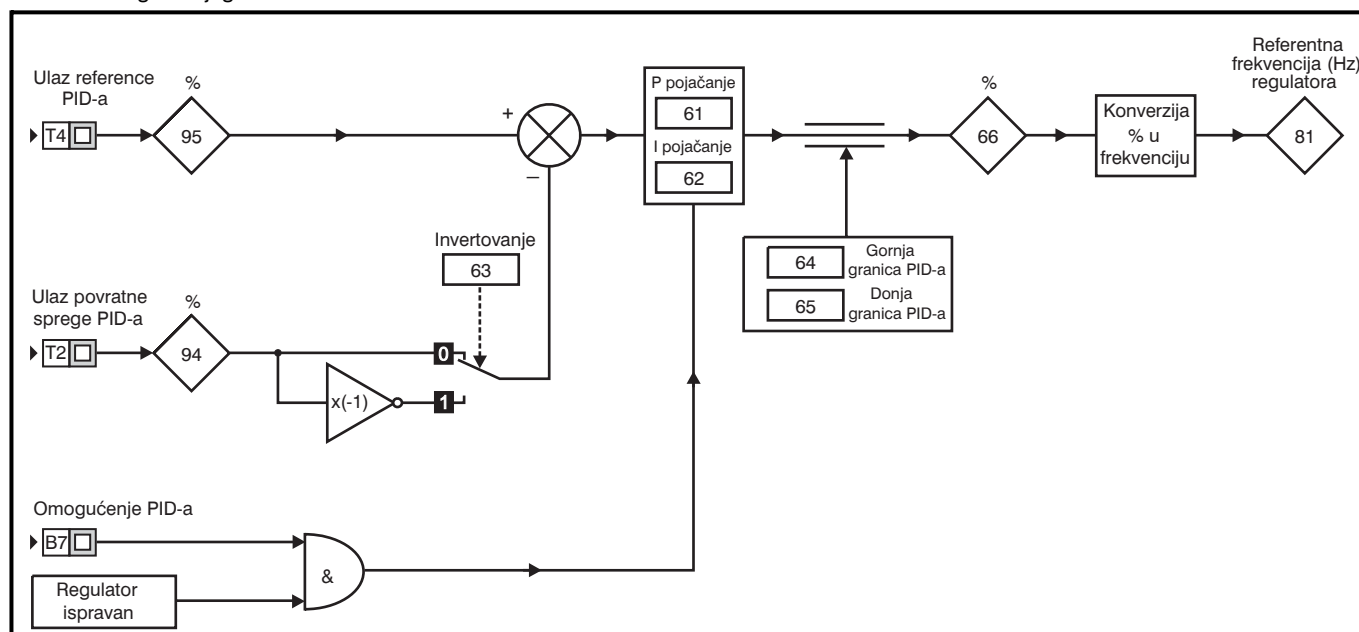 Referentna
frekvencija (Hz)
regulatora
Ulaz reference
PID-a
%
T4
95
+
–
P pojačanje
61
I pojačanje
62
%
66
Konverzija
% u
frekvenciju
81
Invertovanje
63
64
Gornja
granica PID-a
65
Donja
granica PID-a
Ulaz povratne
sprege PID-a
%
T2
94
0
x(-1)
1
Omogućenje PID-a
B7
&
Regulator
ispravan